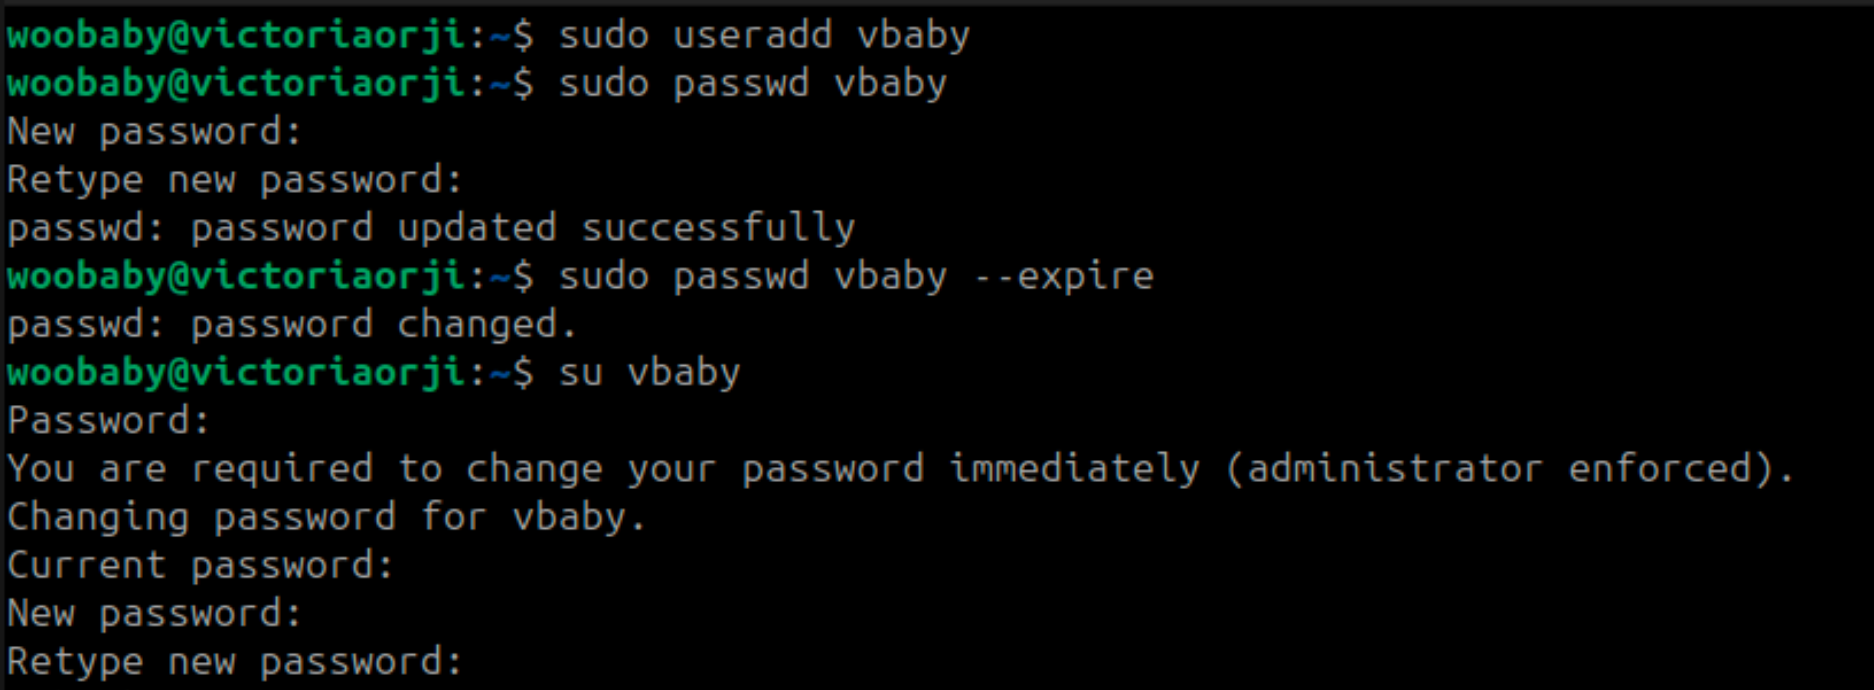 woobaby@victoriaorji:~$ sudo useradd vbaby
woobaby@victoriaorji:~$ sudo passwd vbaby
New password:
Retype new password:
passwd: password updated successfully
woobaby@victoriaorji:~$ sudo passwd vbaby --expire
passwd: password changed.
woobaby@victoriaorji:~$ su vbaby
Password:
You are required to change your password immediately (administrator enforced).
Changing password for vbaby.
Current password:
New password:
Retype new password: